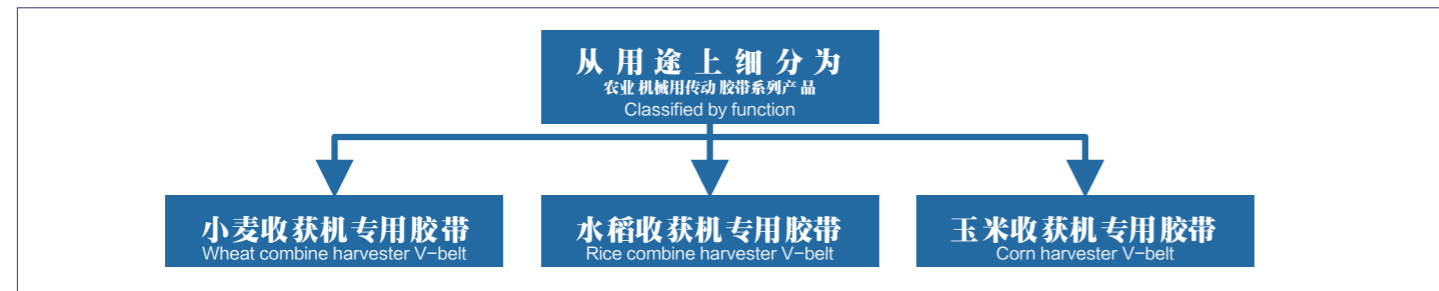 从用途上细分为
农业机械用传动胶带系列产品
Classified by function
小麦收获机专用胶带
Wheat combine harvester V-belt
水稻收获机专用胶带
Rice combine harvester V-belt
玉米收获机专用胶带
Corn harvester V-belt